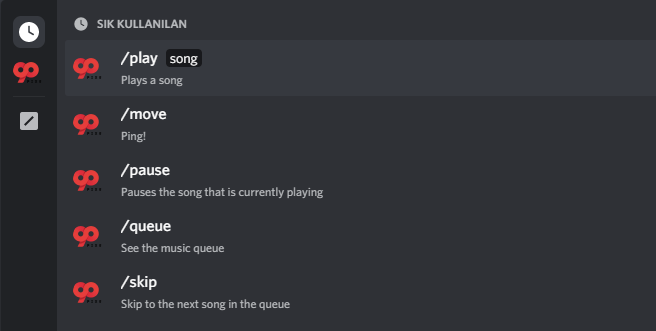 SIK KULLANILAN
/play song
Plays a song
/move
Ping!
/pause
Pauses the song that is currently playing
/queue
See the music queue
/skip
Skip to the next song in the queue